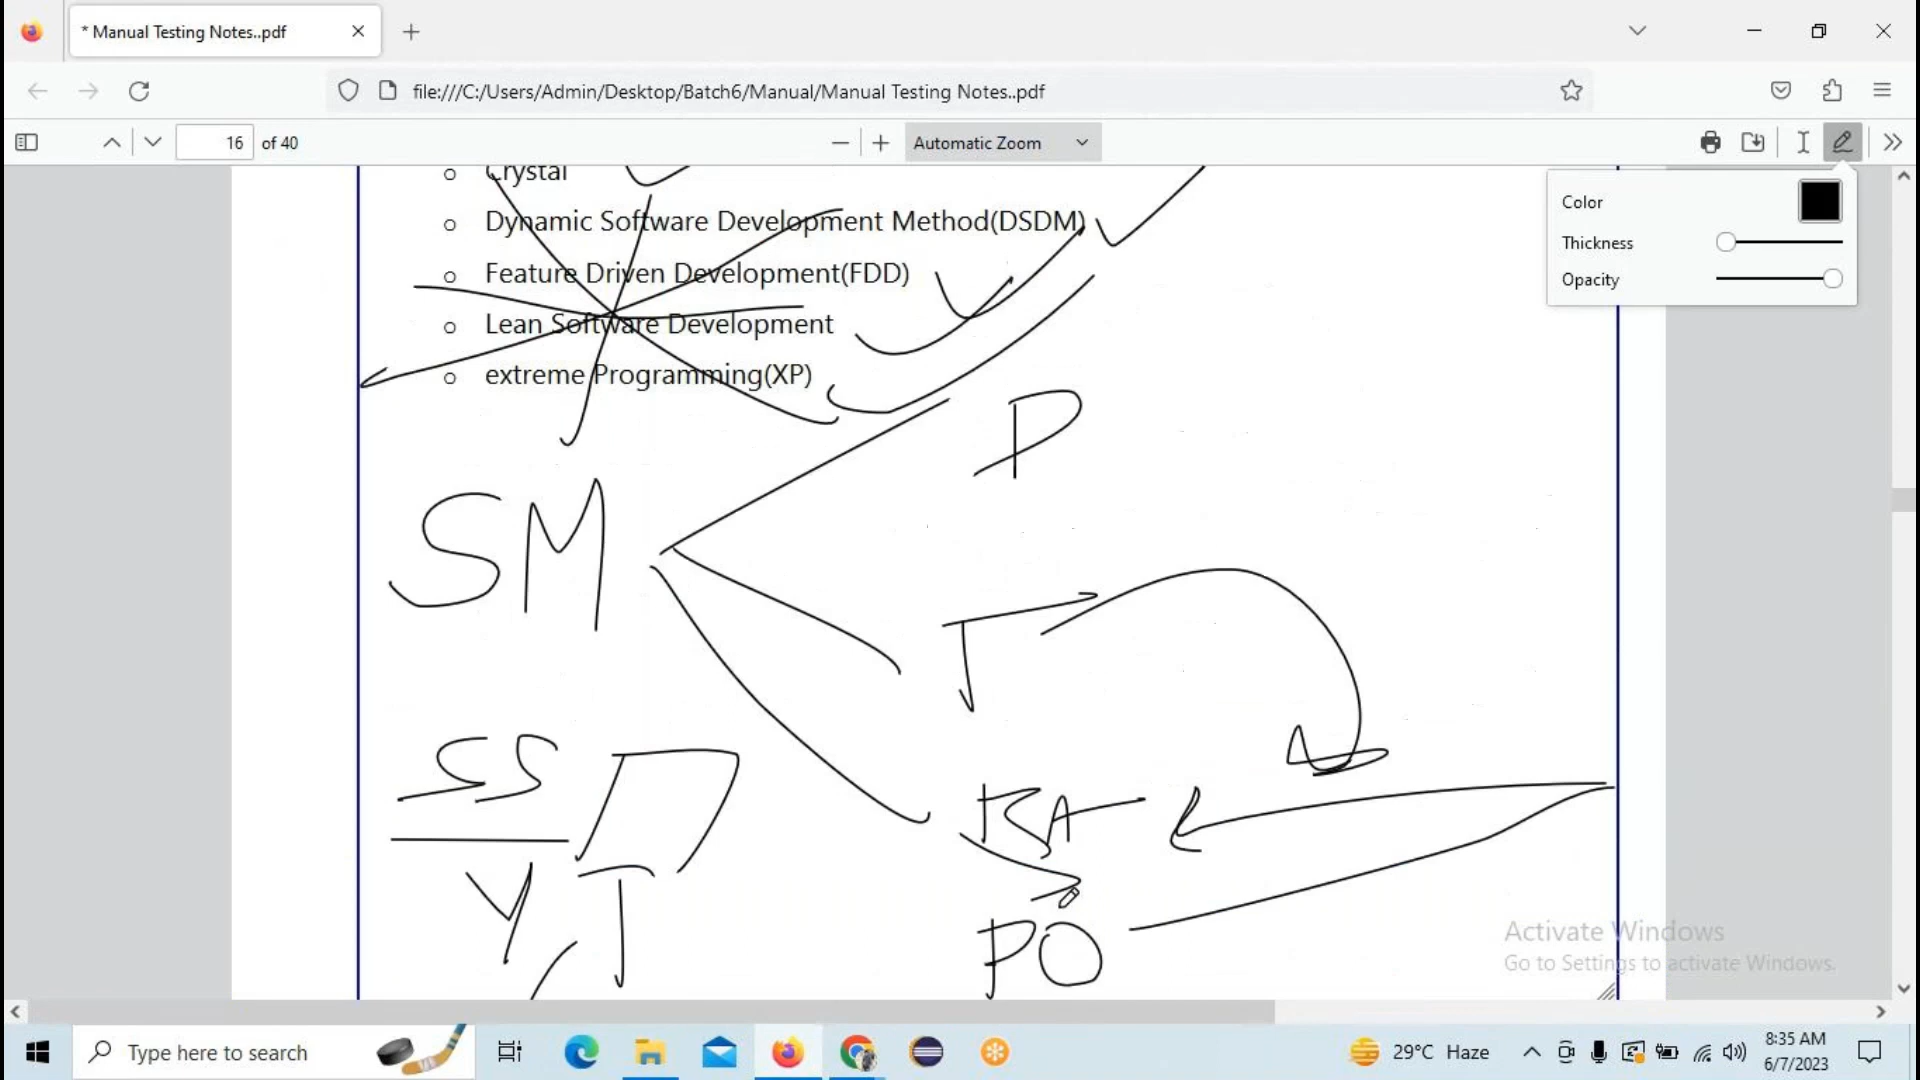 * Manual Testing Notes..pdf
file:///C:/Users/Admin/Desktop/Batch6/Manual/Manual Testing Notes..pdf
16 of 40
Automatic Zoom
Color
Thickness
Opacity
o Crystal
o Dynamic Software Development Method(DSDM)
o Feature Driven Development(FDD)
o Lean Software Development
o extreme Programming(XP)
D
SM
T
SS
BA
Y T
PO
Activate Windows
Go to Settings to activate Windows.
Type here to search
29°C Haze
8:35 AM
6/7/2023